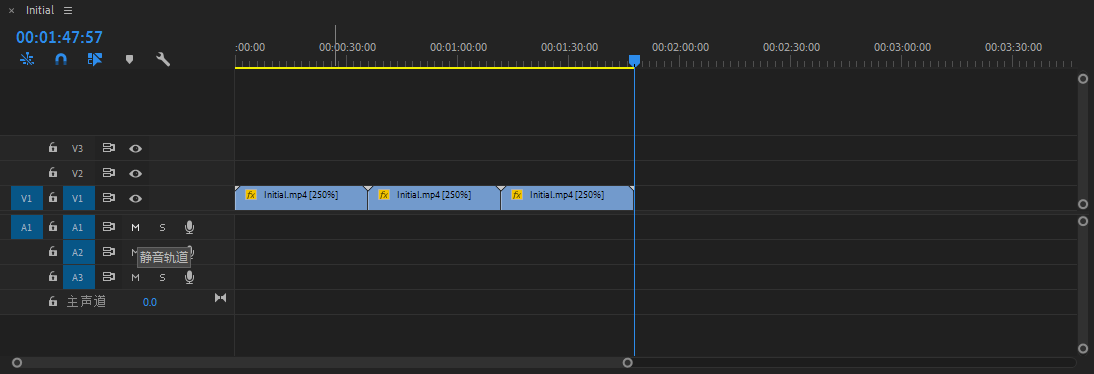 × Initial ☰
00:01:47:57
:00:00 00:00:30:00 00:01:00:00 00:01:30:00 00:02:00:00 00:02:30:00 00:03:00:00 00:03:30:00
V3
V2
V1 V1 fx Initial.mp4 [250%] fx Initial.mp4 [250%] fx Initial.mp4 [250%]
A1 A1 M S
A2 M
静音轨道
A3 M S
主声道 0.0